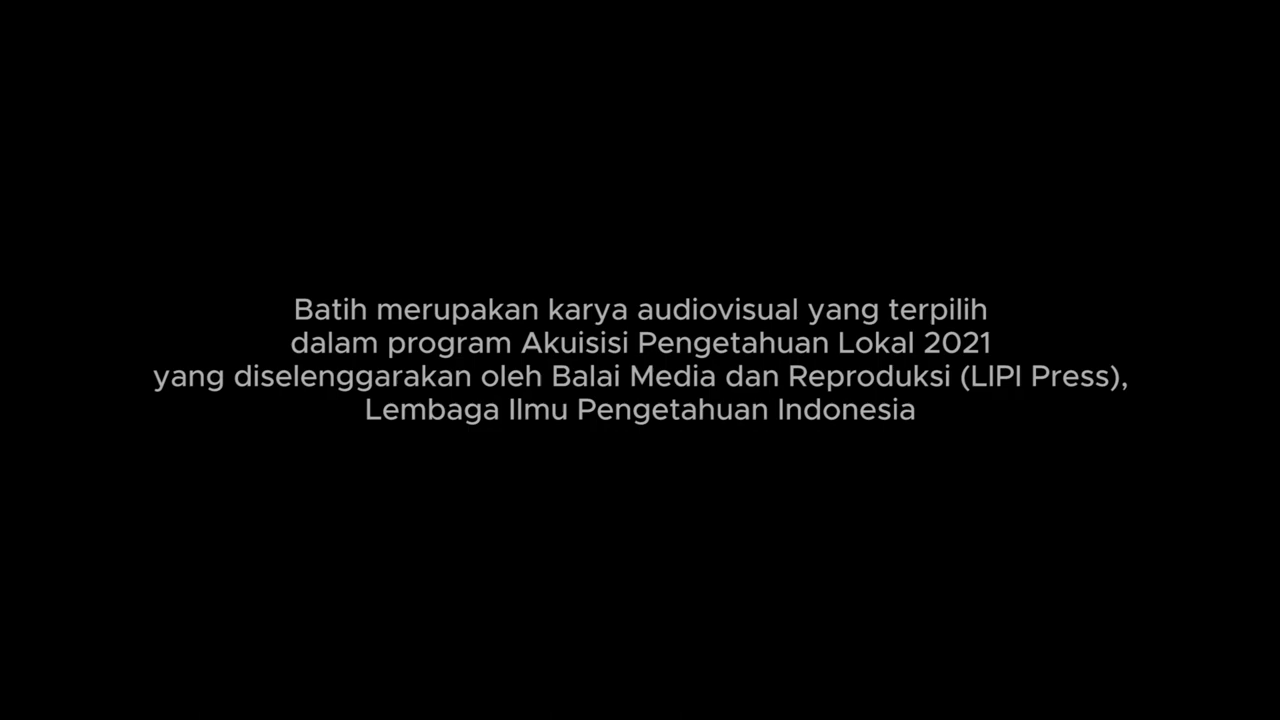 Batih merupakan karya audiovisual yang terpilih
dalam program Akuisisi Pengetahuan Lokal 2021
yang diselenggarakan oleh Balai Media dan Reproduksi (LIPI Press),
Lembaga Ilmu Pengetahuan Indonesia